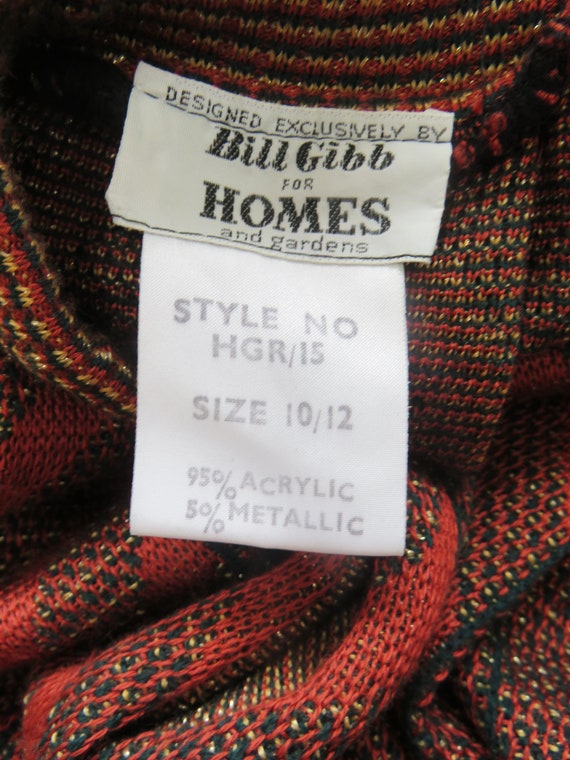 DESIGNED EXCLUSIVELY BY
Bill Gibb
FOR
HOMES
and gardens
STYLE NO
HGR/15
SIZE 10/12
95% ACRYLIC
5% METALLIC